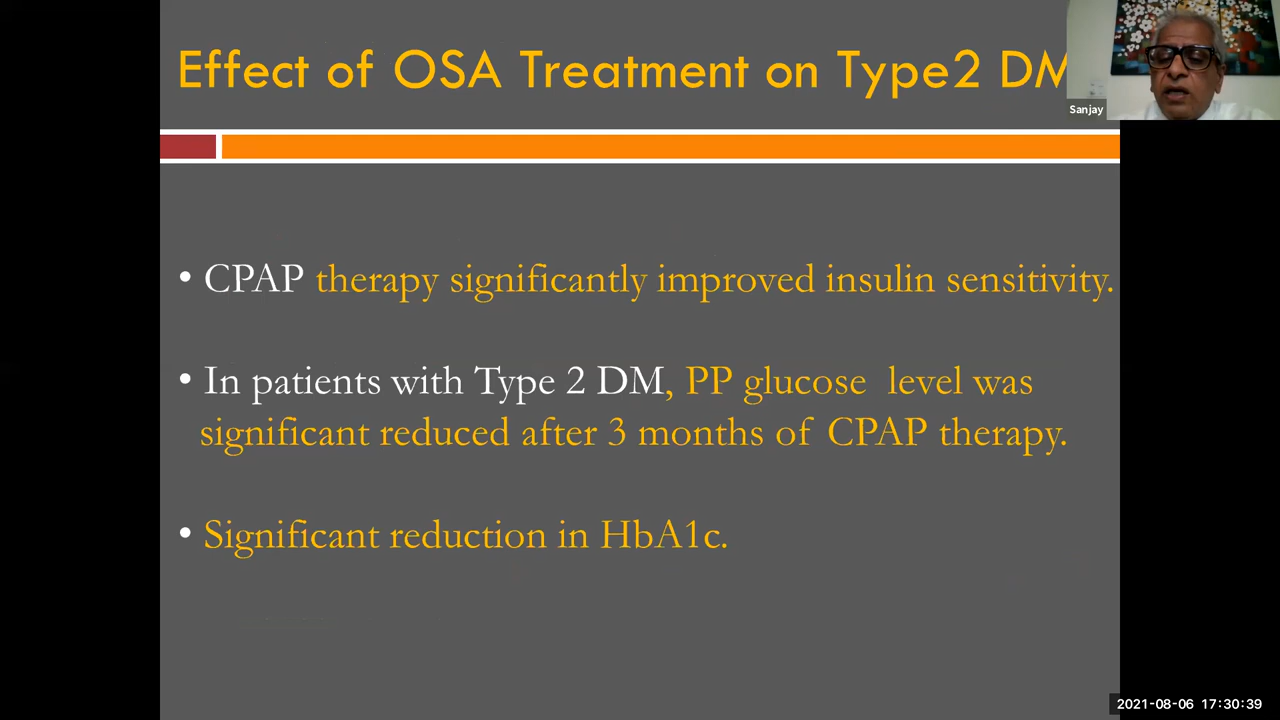 Effect of OSA Treatment on Type2 DM
Sanjay
• CPAP therapy significantly improved insulin sensitivity.
• In patients with Type 2 DM, PP glucose level was
significant reduced after 3 months of CPAP therapy.
• Significant reduction in HbA1c.
2021-08-06 17:30:39